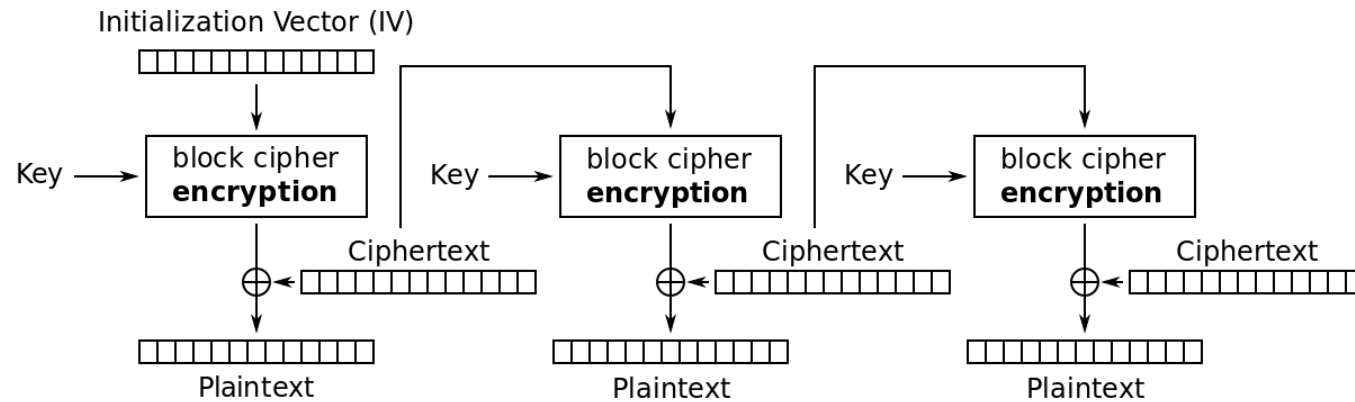 Initialization Vector (IV)
Key
block cipher
encryption
Key
block cipher
encryption
Key
block cipher
encryption
Ciphertext
Ciphertext
Ciphertext
Plaintext
Plaintext
Plaintext